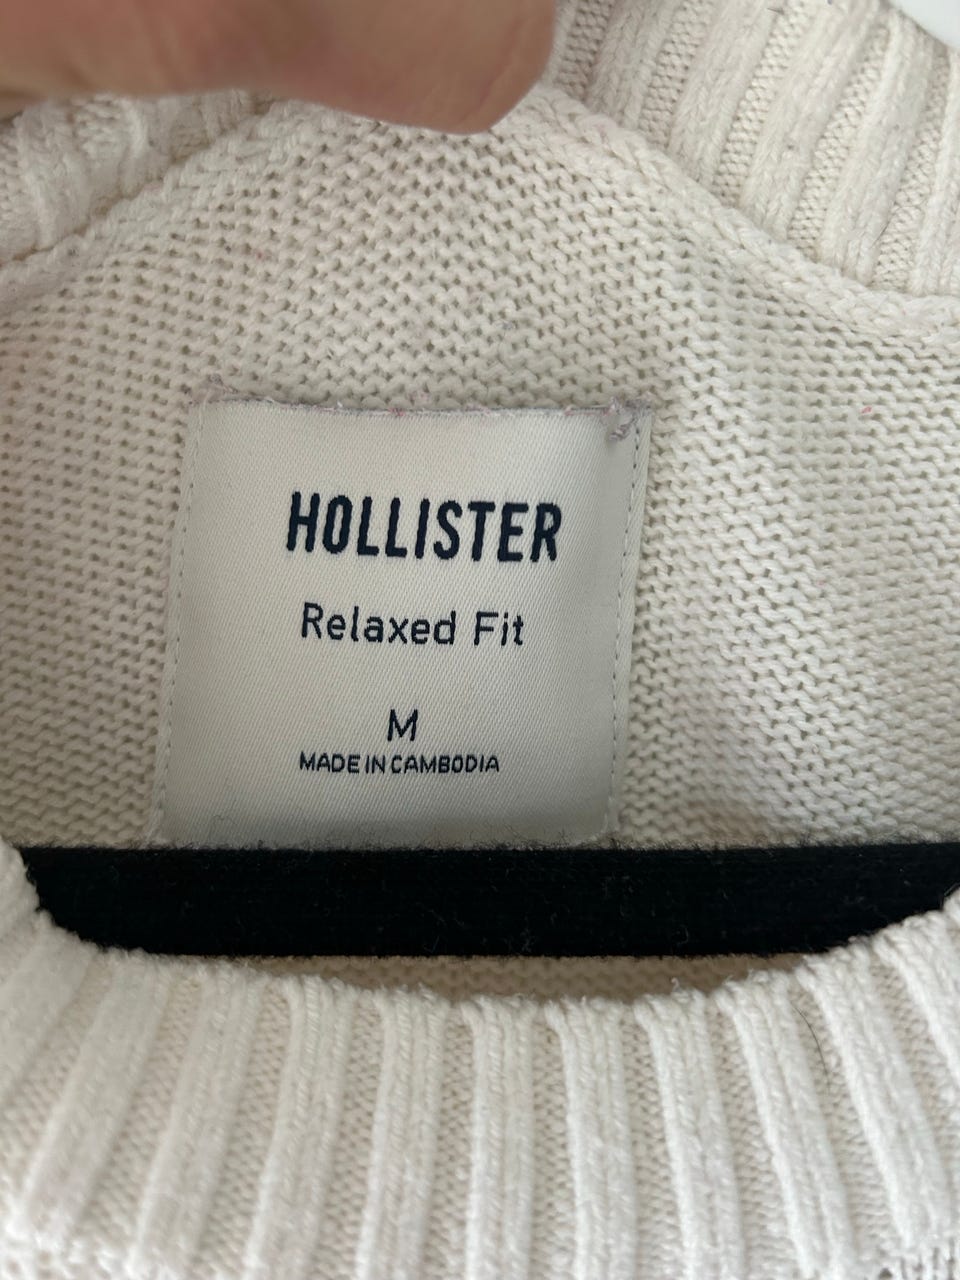 HOLLISTER
Relaxed Fit
M
MADE IN CAMBODIA